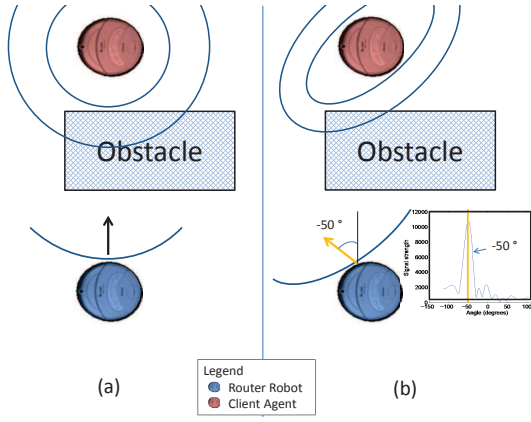 Obstacle
Obstacle
-50 °
Signal strength
12000
10000
8000
6000
4000
2000
0
-150
-100
-50
0
50
100
Angle (degrees)
-50 °
(a)
(b)
Legend
Router Robot
Client Agent